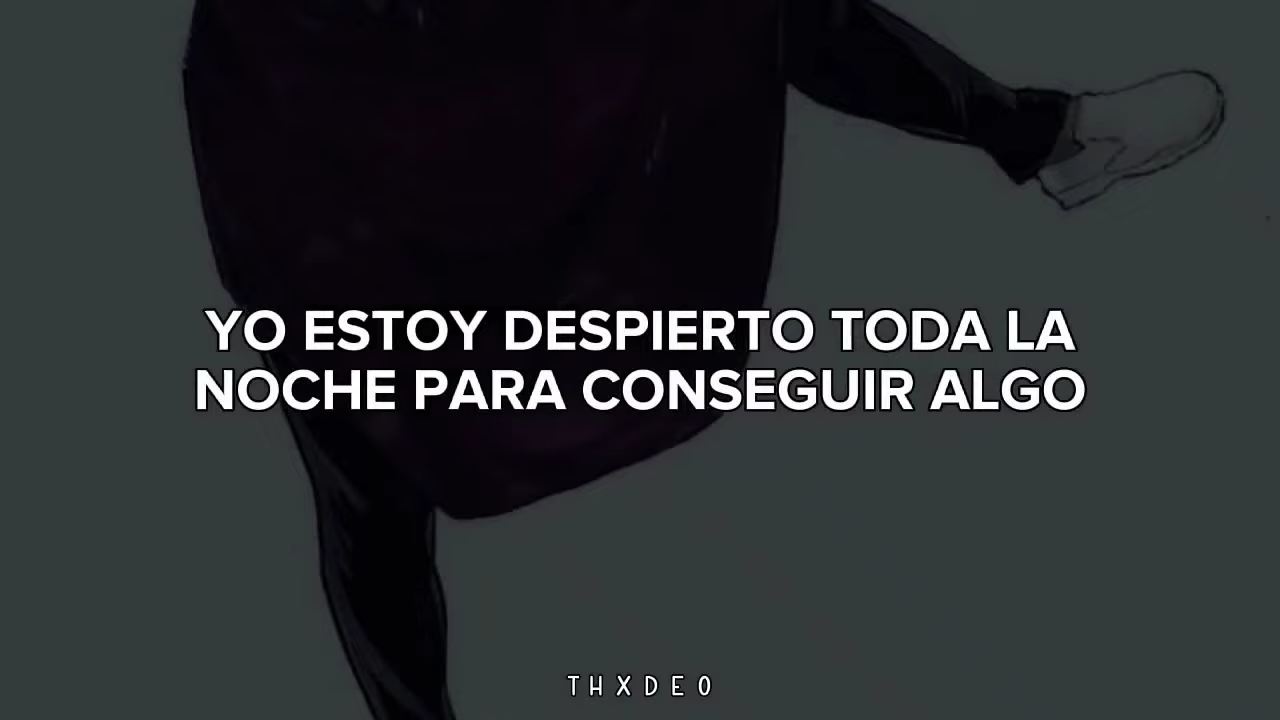 YO ESTOY DESPIERTO TODA LA
NOCHE PARA CONSEGUIR ALGO
THXDEO